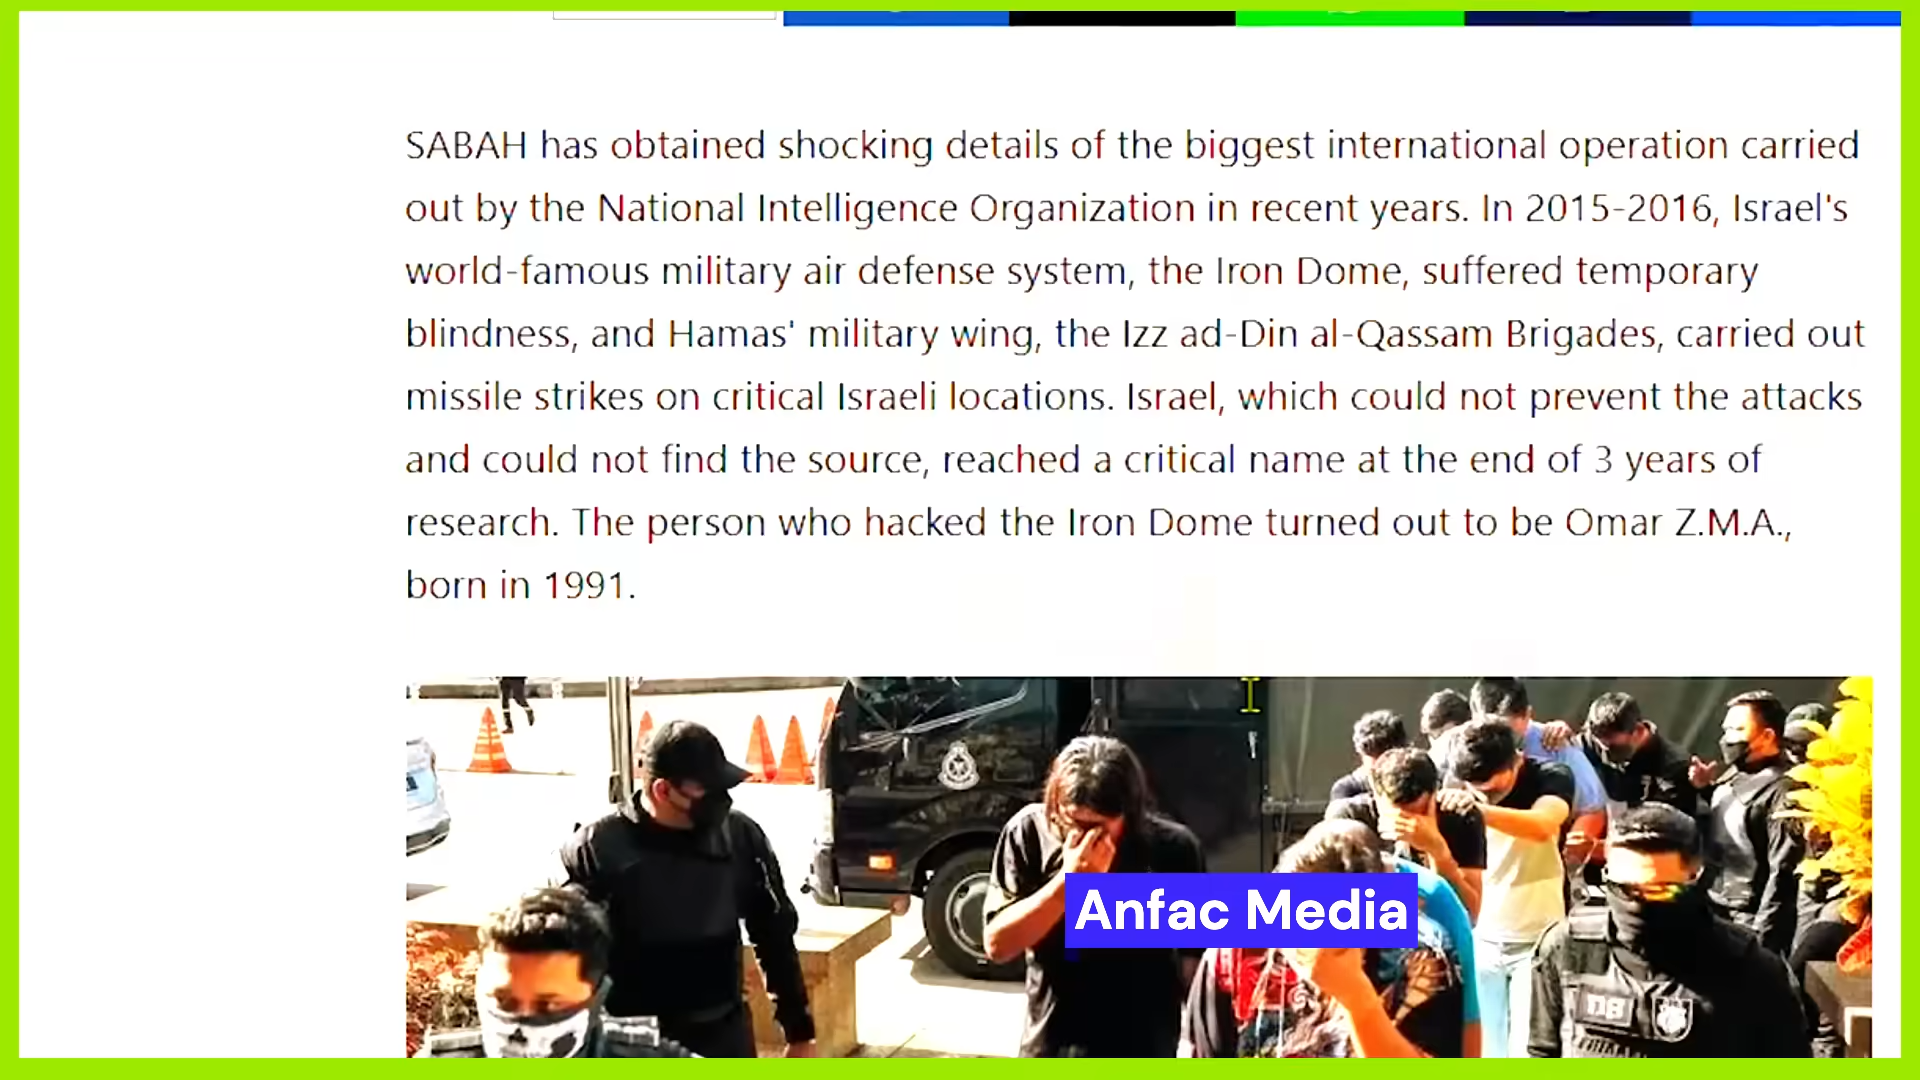 SABAH has obtained shocking details of the biggest international operation carried
out by the National Intelligence Organization in recent years. In 2015-2016, Israel's
world-famous military air defense system, the Iron Dome, suffered temporary
blindness, and Hamas' military wing, the Izz ad-Din al-Qassam Brigades, carried out
missile strikes on critical Israeli locations. Israel, which could not prevent the attacks
and could not find the source, reached a critical name at the end of 3 years of
research. The person who hacked the Iron Dome turned out to be Omar Z.M.A.,
born in 1991.
Anfac Media